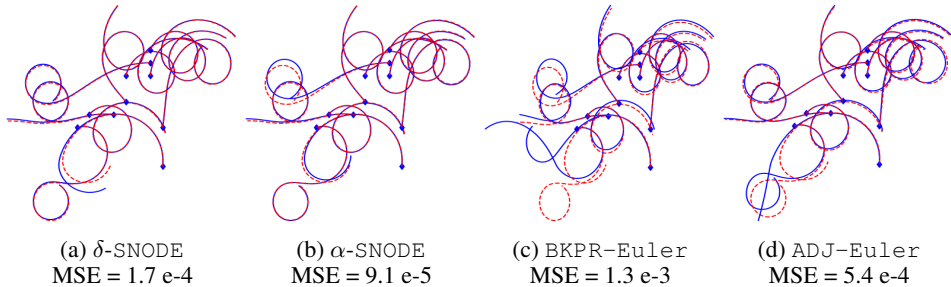 (a) δ-SNODE
MSE = 1.7 e-4
(b) α-SNODE
MSE = 9.1 e-5
(c) BKPR-Euler
MSE = 1.3 e-3
(d) ADJ-Euler
MSE = 5.4 e-4